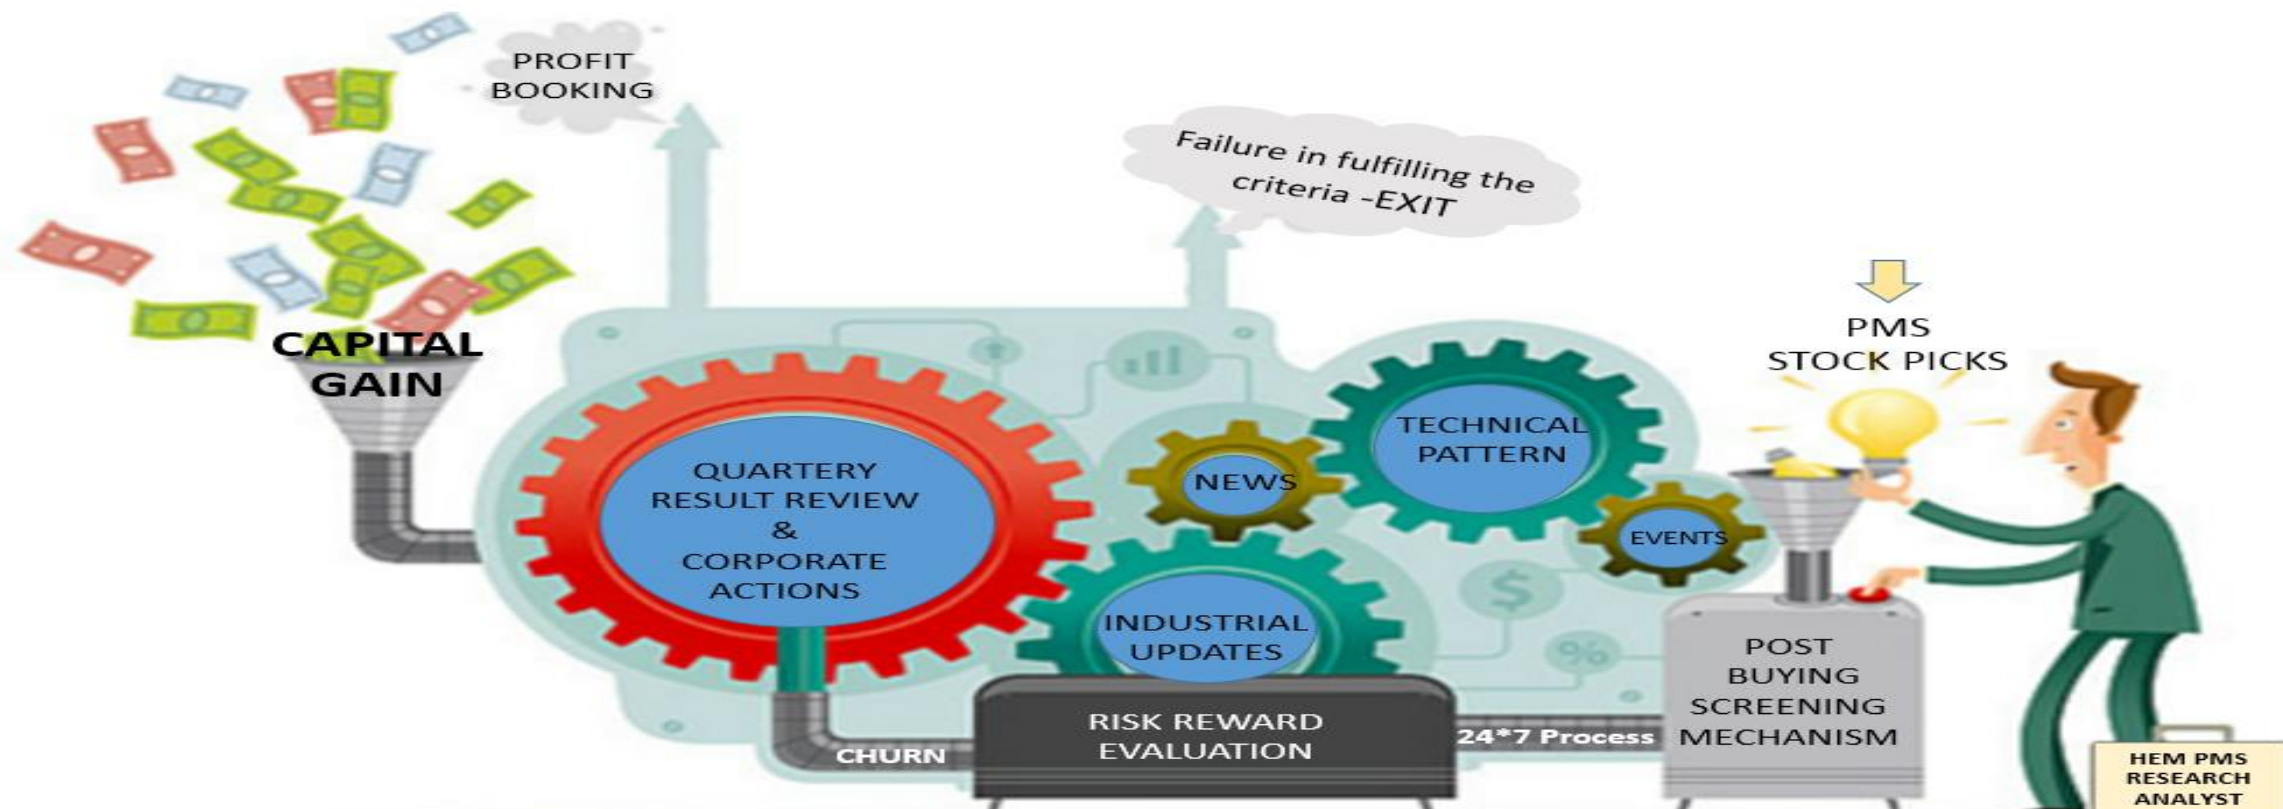 PROFIT
BOOKING
Failure in fulfilling the
criteria -EXIT
PMS
STOCK PICKS
CAPITAL
GAIN
QUARTERY
RESULT REVIEW
&
CORPORATE
ACTIONS
NEWS
TECHNICAL
PATTERN
EVENTS
INDUSTRIAL
UPDATES
$
%
POST
BUYING
SCREENING
MECHANISM
RISK REWARD
EVALUATION
CHURN
24*7 Process
HEM PMS
RESEARCH
ANALYST